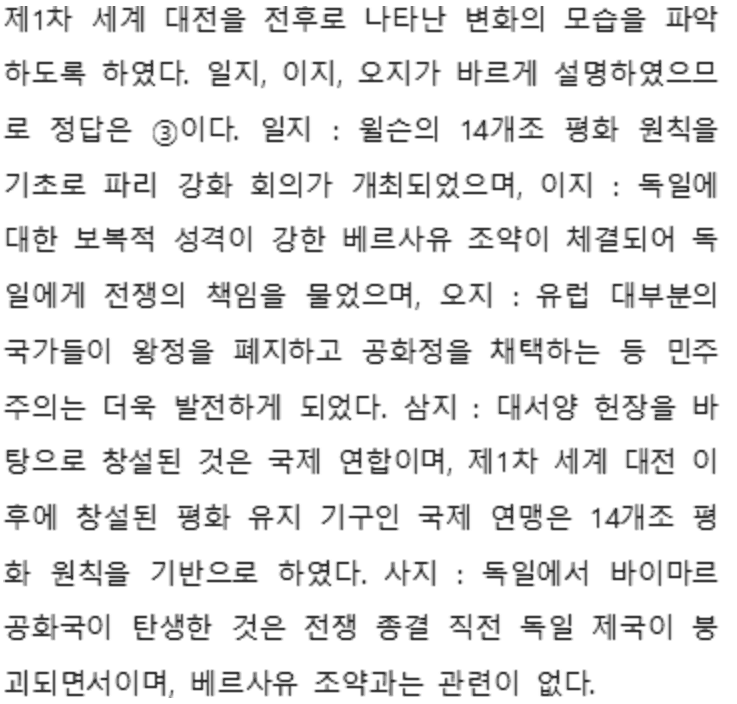 제1차 세계 대전을 전후로 나타난 변화의 모습을 파악
하도록 하였다. 일지, 이지, 오지가 바르게 설명하였으므
로 정답은 ③이다. 일지 : 윌슨의 14개조 평화 원칙을
기초로 파리 강화 회의가 개최되었으며, 이지 : 독일에
대한 보복적 성격이 강한 베르사유 조약이 체결되어 독
일에게 전쟁의 책임을 물었으며, 오지 : 유럽 대부분의
국가들이 왕정을 폐지하고 공화정을 채택하는 등 민주
주의는 더욱 발전하게 되었다. 삼지 : 대서양 헌장을 바
탕으로 창설된 것은 국제 연합이며, 제1차 세계 대전 이
후에 창설된 평화 유지 기구인 국제 연맹은 14개조 평
화 원칙을 기반으로 하였다. 사지 : 독일에서 바이마르
공화국이 탄생한 것은 전쟁 종결 직전 독일 제국이 붕
괴되면서이며, 베르사유 조약과는 관련이 없다.